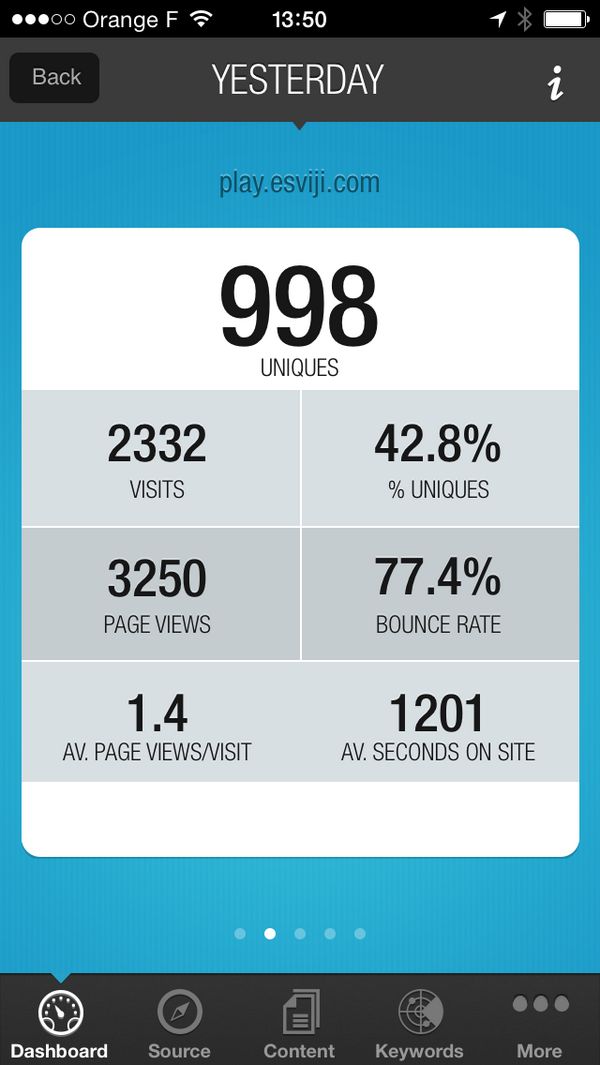 Orange F 13:50
Back YESTERDAY i
play.esviji.com
998
UNIQUES
2332 42.8%
VISITS % UNIQUES
3250 77.4%
PAGE VIEWS BOUNCE RATE
1.4 1201
AV. PAGE VIEWS/VISIT AV. SECONDS ON SITE
Dashboard Source Content Keywords More